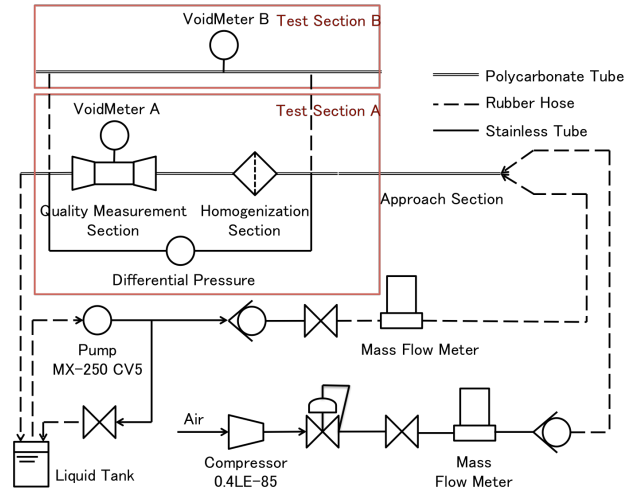 VoidMeter B
Test Section B
VoidMeter A
Test Section A
Polycarbonate Tube
Rubber Hose
Stainless Tube
Quality Measurement
Section
Homogenization
Section
Approach Section
Differential Pressure
Pump
MX-250 CV5
Mass Flow Meter
Air
Liquid Tank
Compressor
0.4LE-85
Mass
Flow Meter